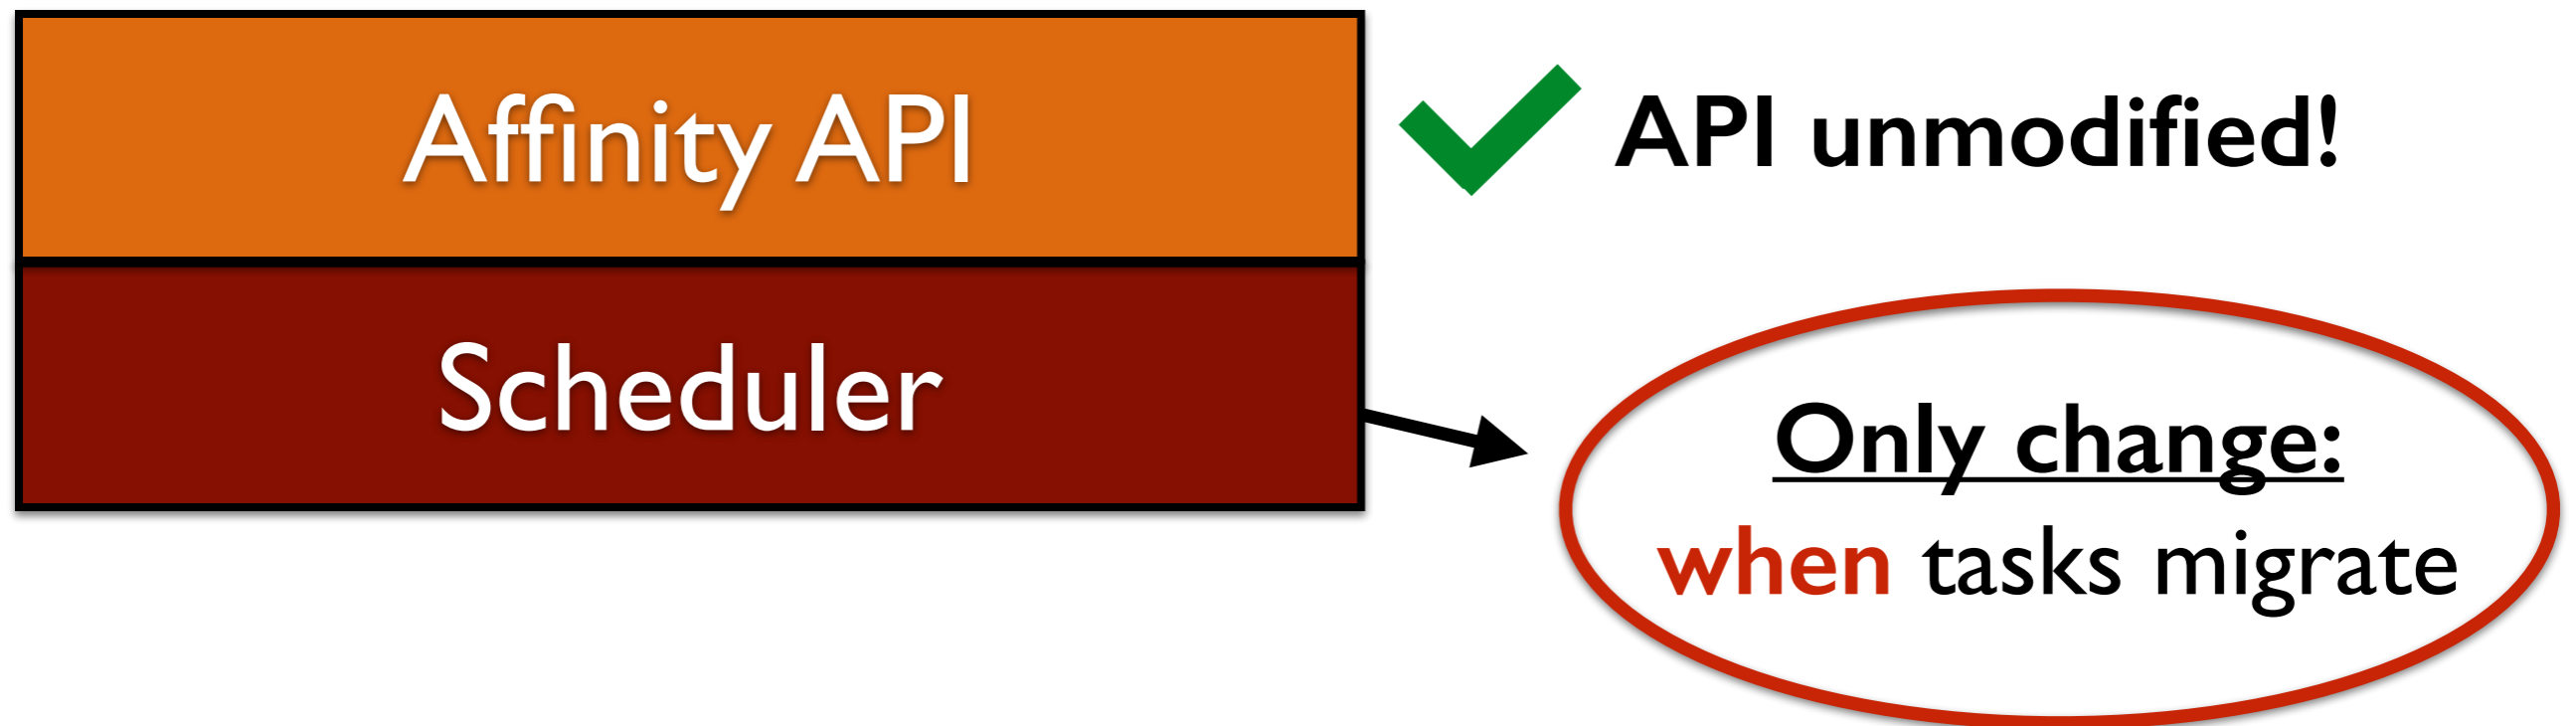 Affinity API
API unmodified!
Scheduler
Only change:
when tasks migrate